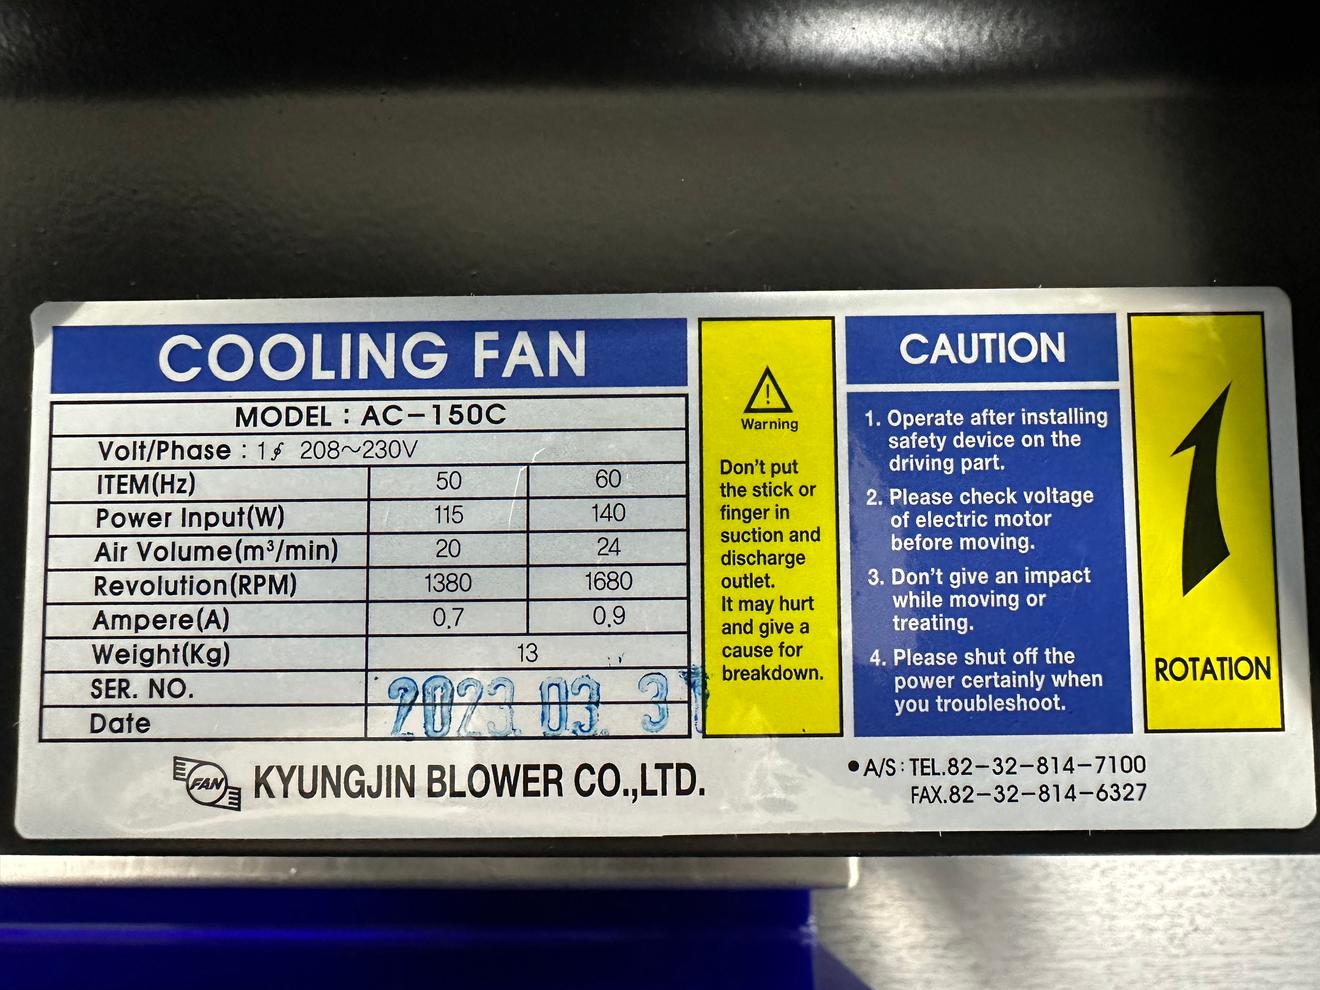 COOLING FAN
MODEL : AC-150C
Volt/Phase : 1∮ 208~230V
ITEM(Hz) 50 60
Power Input(W) 115 140
Air Volume(m³/min) 20 24
Revolution(RPM) 1380 1680
Ampere(A) 0.7 0.9
Weight(Kg) 13
SER. NO.
Date 2023. 03. 31
Warning
Don't put
the stick or
finger in
suction and
discharge
outlet.
It may hurt
and give a
cause for
breakdown.
CAUTION
1. Operate after installing
safety device on the
driving part.
2. Please check voltage
of electric motor
before moving.
3. Don't give an impact
while moving or
treating.
4. Please shut off the
power certainly when
you troubleshoot.
ROTATION
FAN KYUNGJIN BLOWER CO.,LTD.
•A/S : TEL.82-32-814-7100
FAX.82-32-814-6327